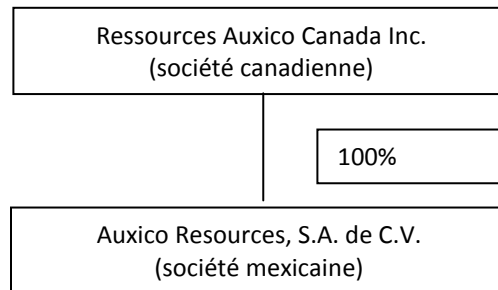 Ressources Auxico Canada Inc.
(société canadienne)
100%
Auxico Resources, S.A. de C.V.
(société mexicaine)